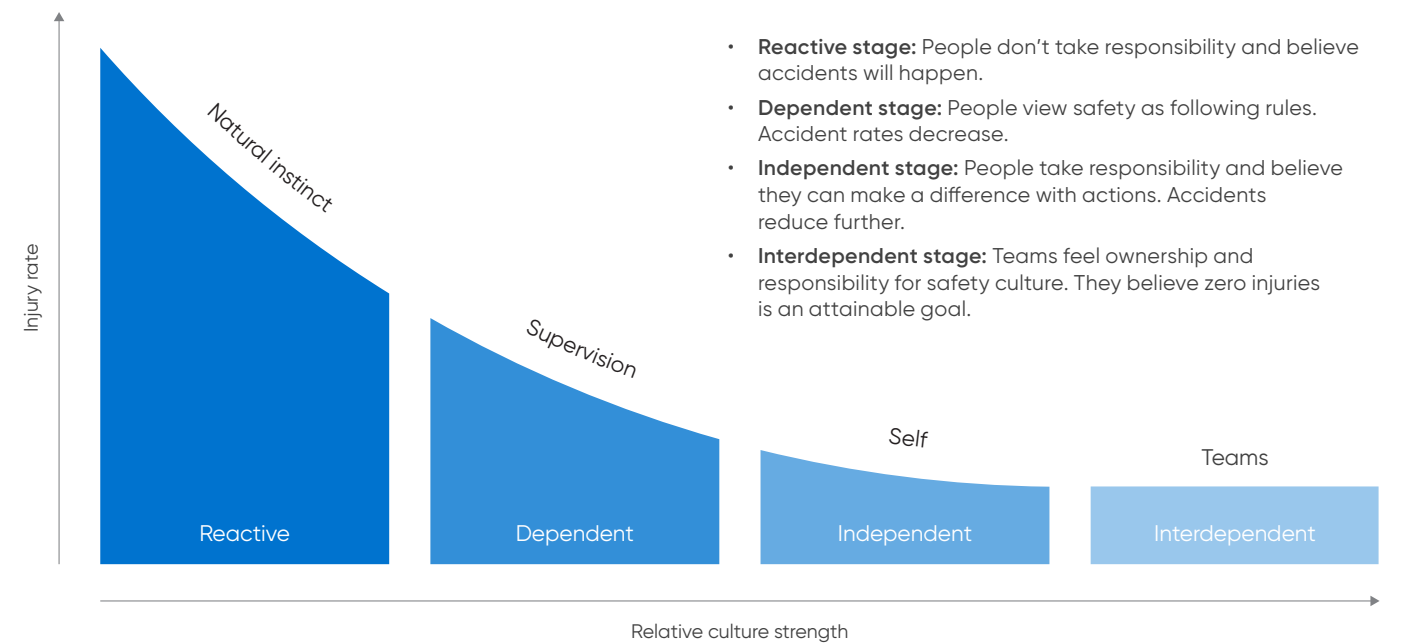 • Reactive stage: People don’t take responsibility and believe
accidents will happen.
• Dependent stage: People view safety as following rules.
Accident rates decrease.
• Independent stage: People take responsibility and believe
they can make a difference with actions. Accidents
reduce further.
• Interdependent stage: Teams feel ownership and
responsibility for safety culture. They believe zero injuries
is an attainable goal.
Injury rate
Natural instinct
Supervision
Self
Teams
Reactive
Dependent
Independent
Interdependent
Relative culture strength